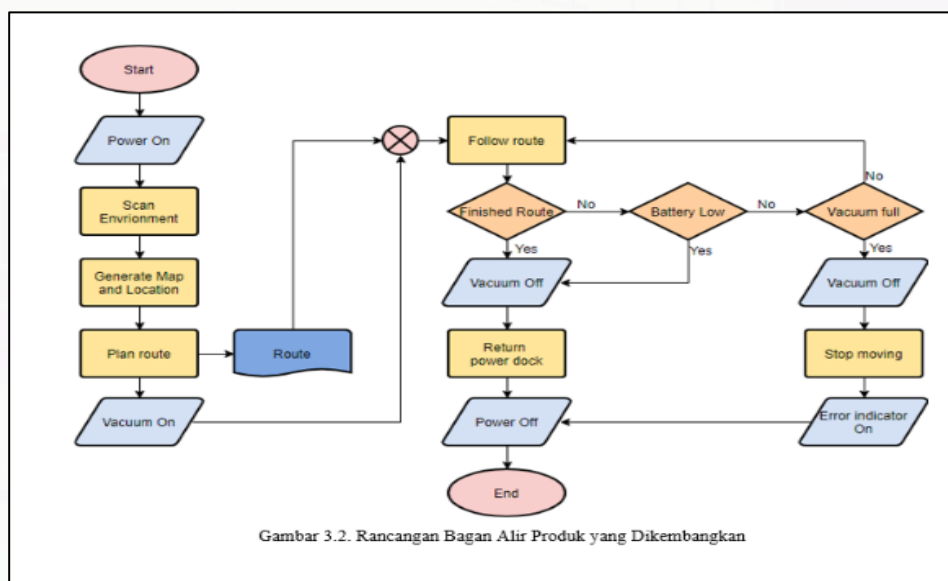 Start
Power On
Scan
Envrionment
Generate Map
and Location
Plan route
Route
Vacuum On
Follow route
Finished Route
No
Battery Low
No
Vacuum full
No
Yes
Yes
Yes
Vacuum Off
Vacuum Off
Return
power dock
Stop moving
Power Off
Error indicator
On
End
Gambar 3.2. Rancangan Bagan Alir Produk yang Dikembangkan